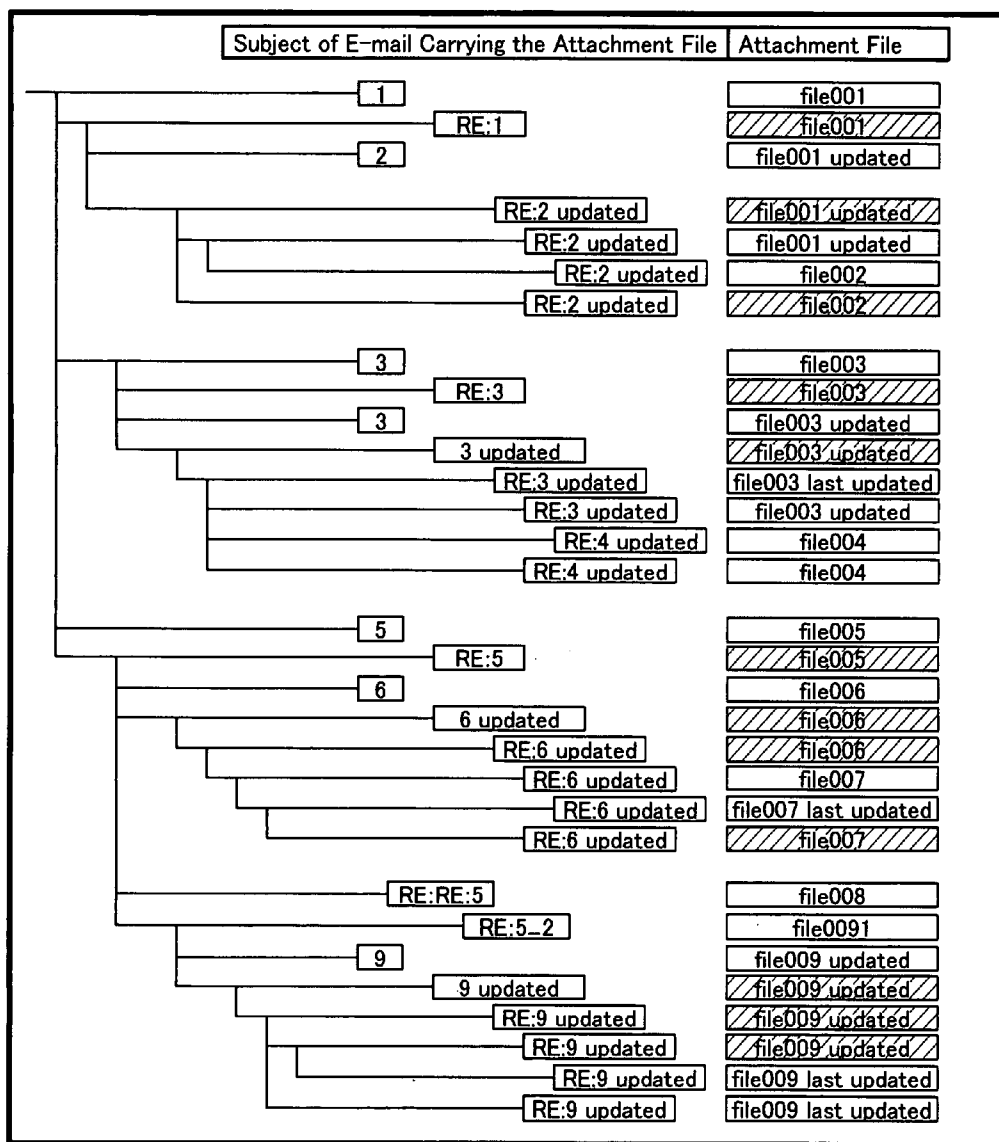 Subject of E-mail Carrying the Attachment File Attachment File
1 file001
RE:1 file001
2 file001 updated
RE:2 updated file001 updated
RE:2 updated file001 updated
RE:2 updated file002
RE:2 updated file002
3 file003
RE:3 file003
3 file003 updated
3 updated file003 updated
RE:3 updated file003 last updated
RE:3 updated file003 updated
RE:4 updated file004
RE:4 updated file004
5 file005
RE:5 file005
6 file006
6 updated file006
RE:6 updated file006
RE:6 updated file007
RE:6 updated file007 last updated
RE:6 updated file007
RE:RE:5 file008
RE:5_2 file0091
9 file009 updated
9 updated file009 updated
RE:9 updated file009 updated
RE:9 updated file009 updated
RE:9 updated file009 last updated
RE:9 updated file009 last updated